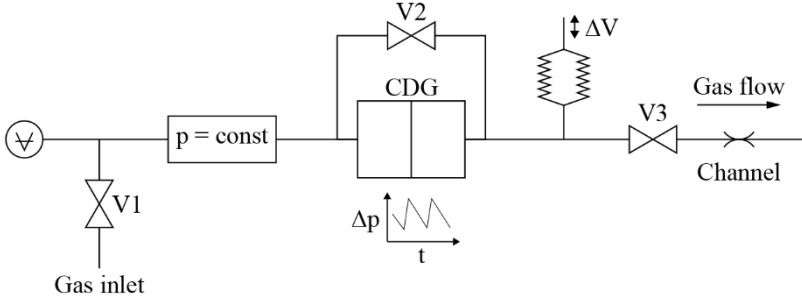 V2
ΔV
CDG
Gas flow
p = const
V3
V1
Channel
Δp
t
Gas inlet